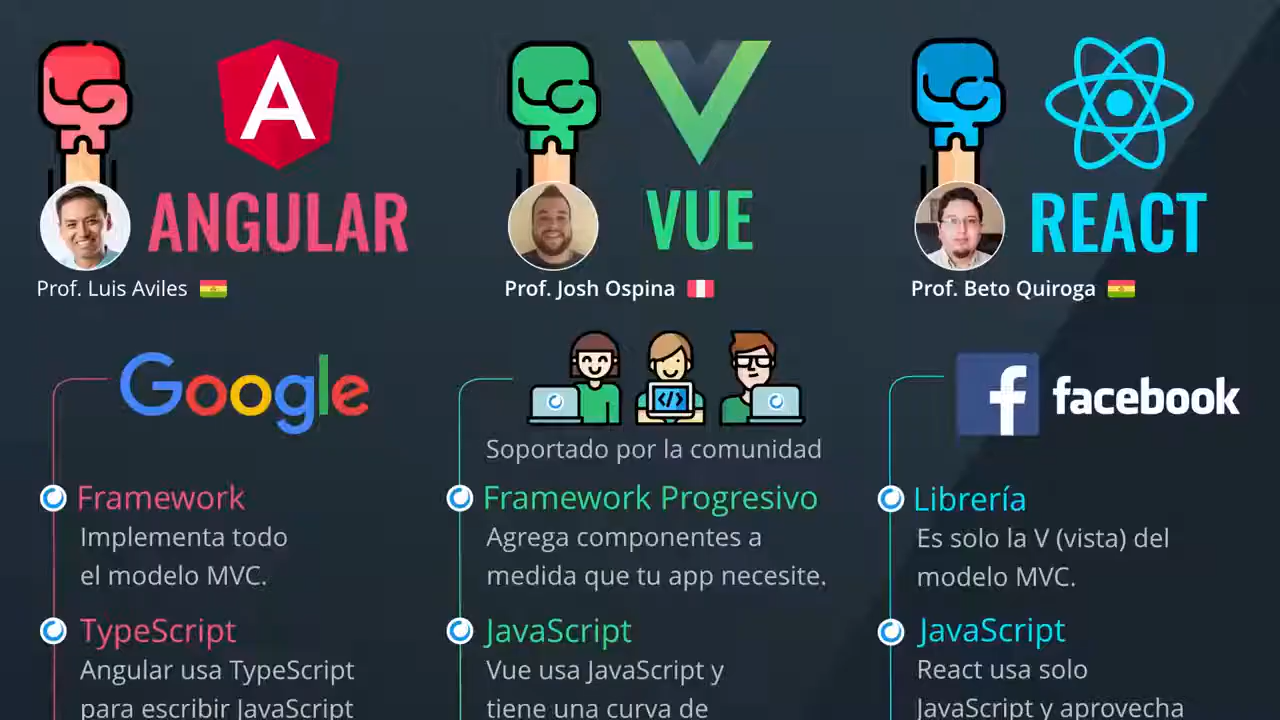 ANGULAR
Prof. Luis Aviles
Google
Framework
Implementa todo
el modelo MVC.
TypeScript
Angular usa TypeScript
para escribir JavaScript
VUE
Prof. Josh Ospina
</>
Soportado por la comunidad
Framework Progresivo
Agrega componentes a
medida que tu app necesite.
JavaScript
Vue usa JavaScript y
tiene una curva de
REACT
Prof. Beto Quiroga
facebook
Librería
Es solo la V (vista) del
modelo MVC.
JavaScript
React usa solo
JavaScript y aprovecha